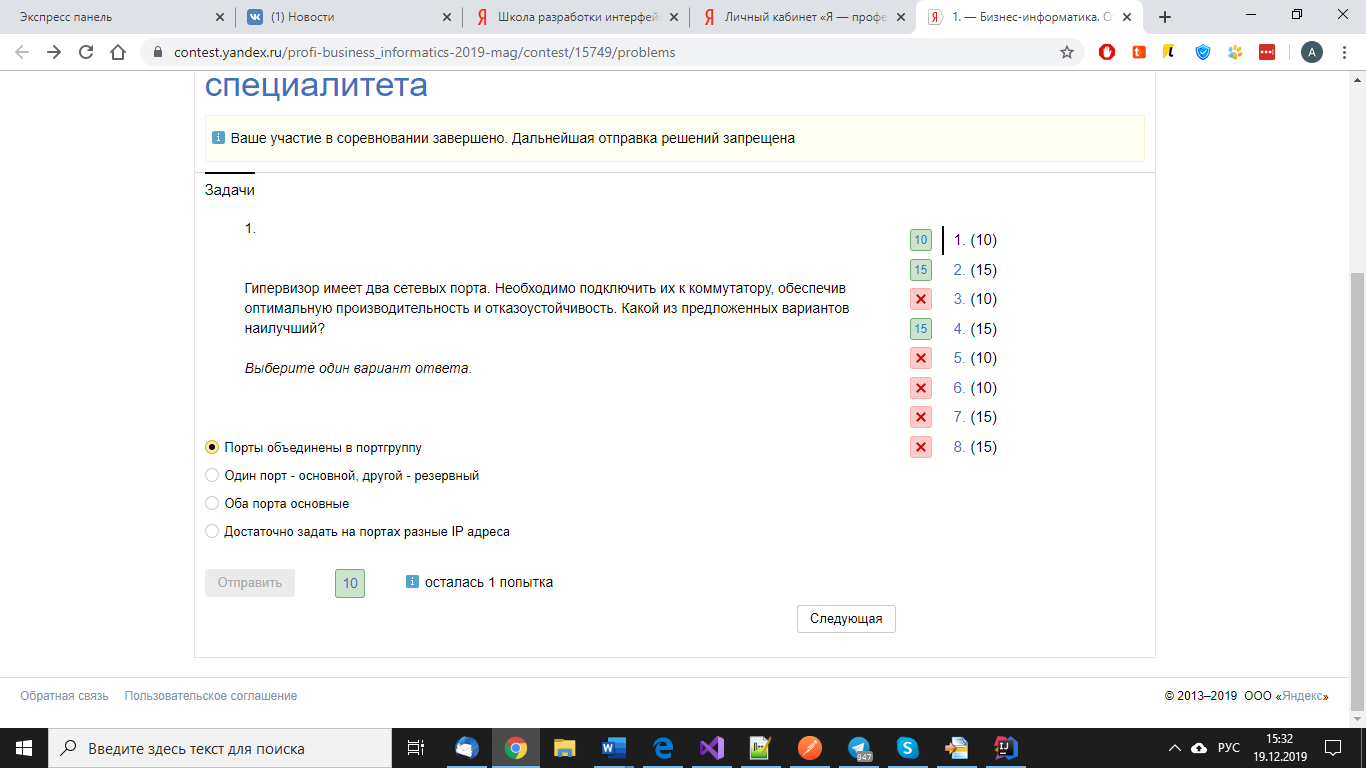 Экспресс панель
(1) Новости
Школа разработки интерфей
Личный кабинет «Я — профе
1. — Бизнес-информатика. О
contest.yandex.ru/profi-business_informatics-2019-mag/contest/15749/problems
A
специалитета
Ваше участие в соревновании завершено. Дальнейшая отправка решений запрещена
Задачи
1.
Гипервизор имеет два сетевых порта. Необходимо подключить их к коммутатору, обеспечив
оптимальную производительность и отказоустойчивость. Какой из предложенных вариантов
наилучший?
Выберите один вариант ответа.
Порты объединены в портгруппу
Один порт - основной, другой - резервный
Оба порта основные
Достаточно задать на портах разные IP адреса
Отправить
10
осталась 1 попытка
Следующая
10 1. (10)
15 2. (15)
3. (10)
15 4. (15)
5. (10)
6. (10)
7. (15)
8. (15)
Обратная связь Пользовательское соглашение
© 2013–2019 ООО «Яндекс»
Введите здесь текст для поиска
947
РУС
15:32
19.12.2019